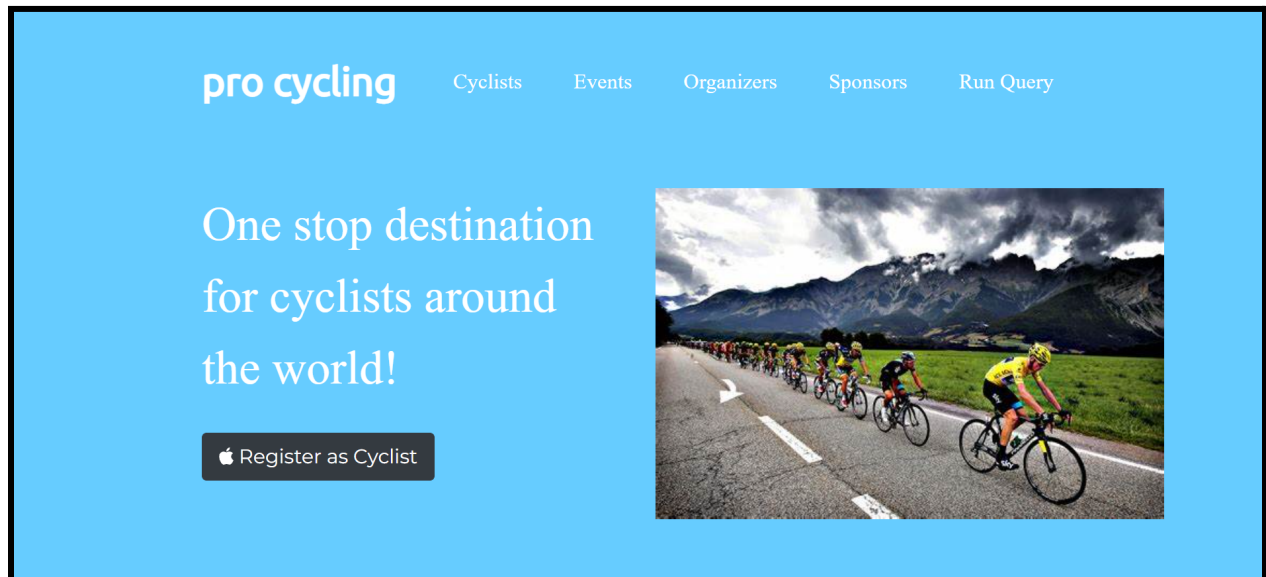 pro cycling Cyclists Events Organizers Sponsors Run Query
One stop destination
for cyclists around
the world!
Register as Cyclist